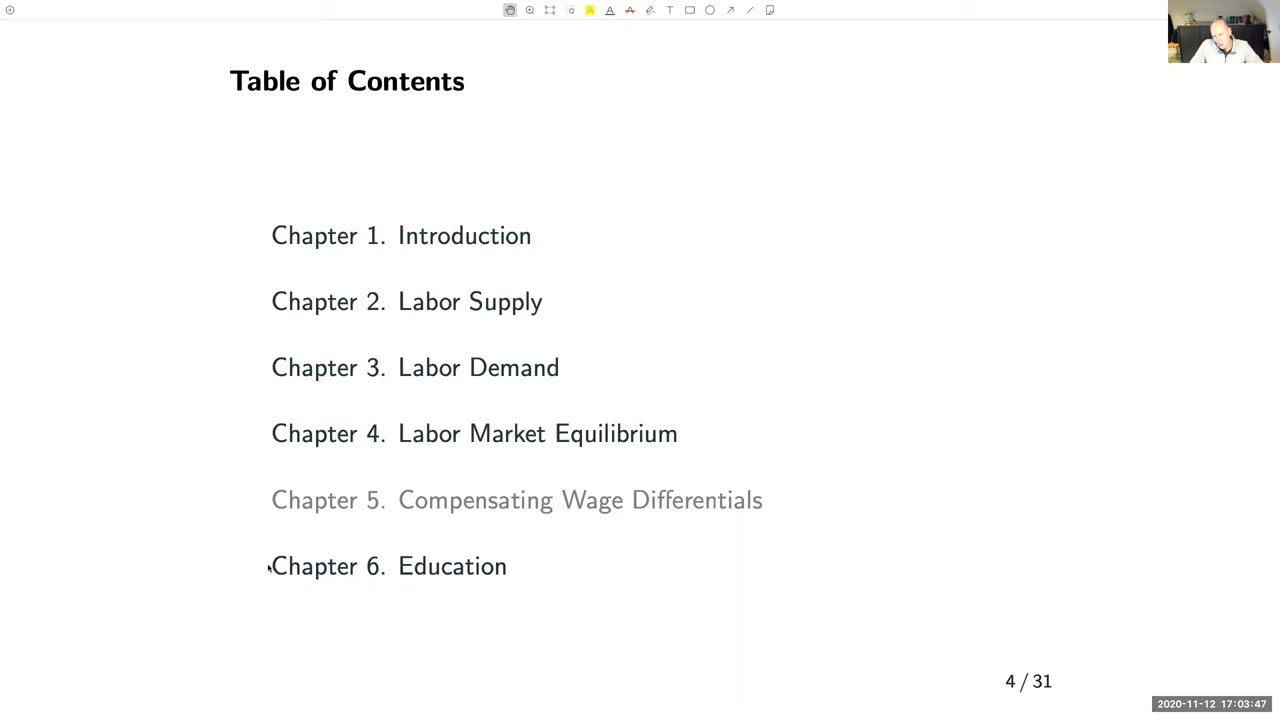 Table of Contents
Chapter 1. Introduction
Chapter 2. Labor Supply
Chapter 3. Labor Demand
Chapter 4. Labor Market Equilibrium
Chapter 5. Compensating Wage Differentials
Chapter 6. Education
4 / 31
2020-11-12 17:03:47